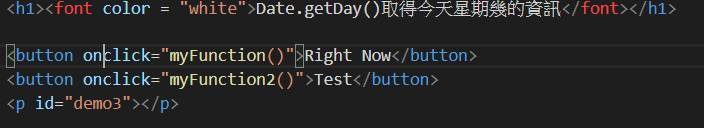 <h1><font color = "white">Date.getDay()取得今天星期幾的資訊</font></h1>
<button onclick="myFunction()">Right Now</button>
<button onclick="myFunction2()">Test</button>
<p id="demo3"></p>